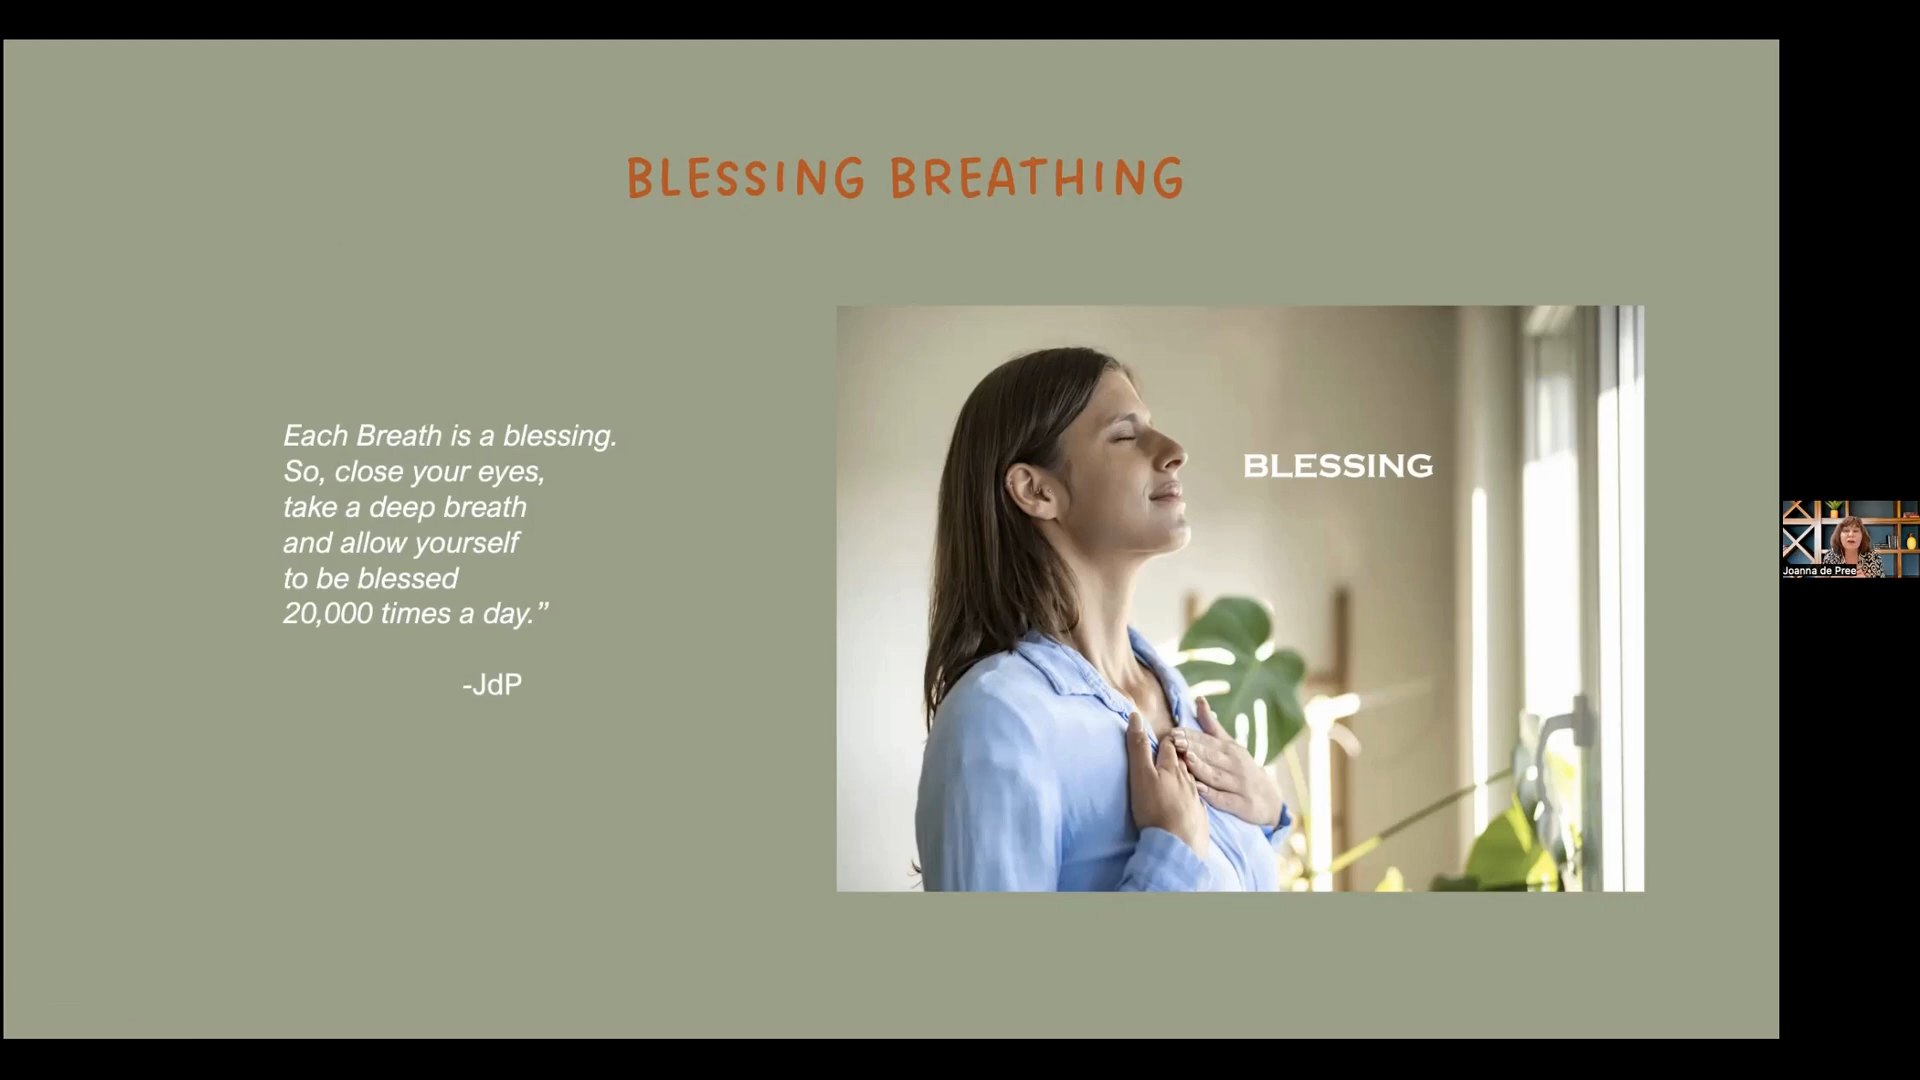 BLESSING BREATHING
Each Breath is a blessing.
So, close your eyes,
take a deep breath
and allow yourself
to be blessed
20,000 times a day.”
-JdP
BLESSING
Joanna de Pree